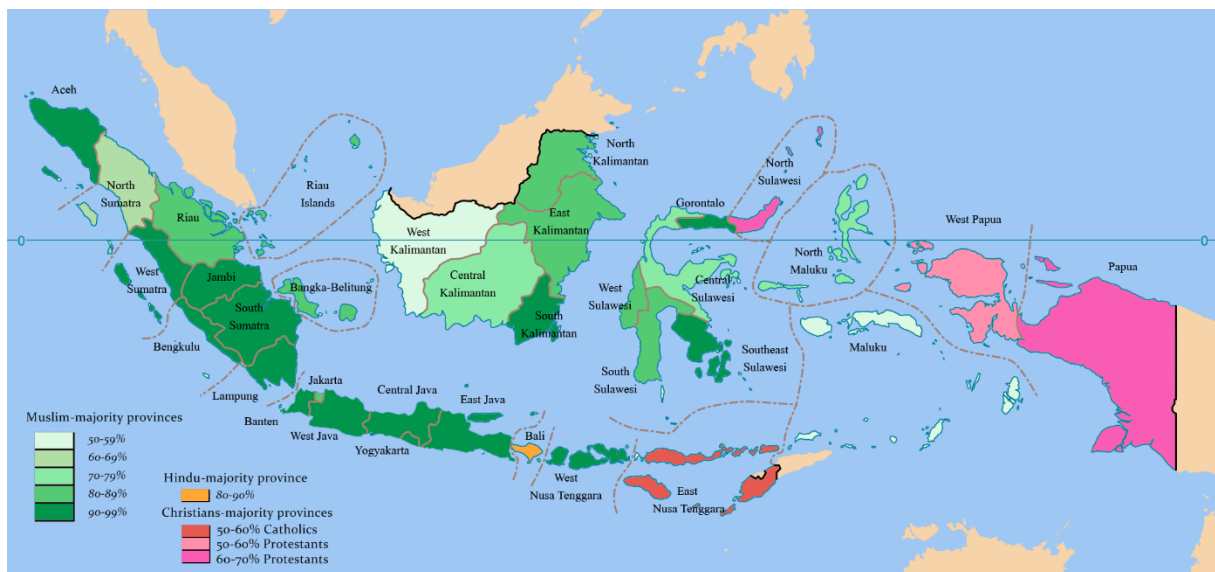 Aceh
North
Sumatra
Riau
Riau
Islands
West
Sumatra
Jambi
South
Sumatra
Bengkulu
Lampung
Bangka-Belitung
Banten
Jakarta
West Java
Central Java
Yogyakarta
East Java
Bali
West
Nusa Tenggara
East
Nusa Tenggara
West
Kalimantan
Central
Kalimantan
South
Kalimantan
East
Kalimantan
North
Kalimantan
Gorontalo
North
Sulawesi
West
Sulawesi
Central
Sulawesi
South
Sulawesi
Southeast
Sulawesi
North
Maluku
Maluku
West Papua
Papua
0
0
Muslim-majority provinces
50-59%
60-69%
70-79%
80-89%
90-99%
Hindu-majority province
80-90%
Christians-majority provinces
50-60% Catholics
50-60% Protestants
60-70% Protestants